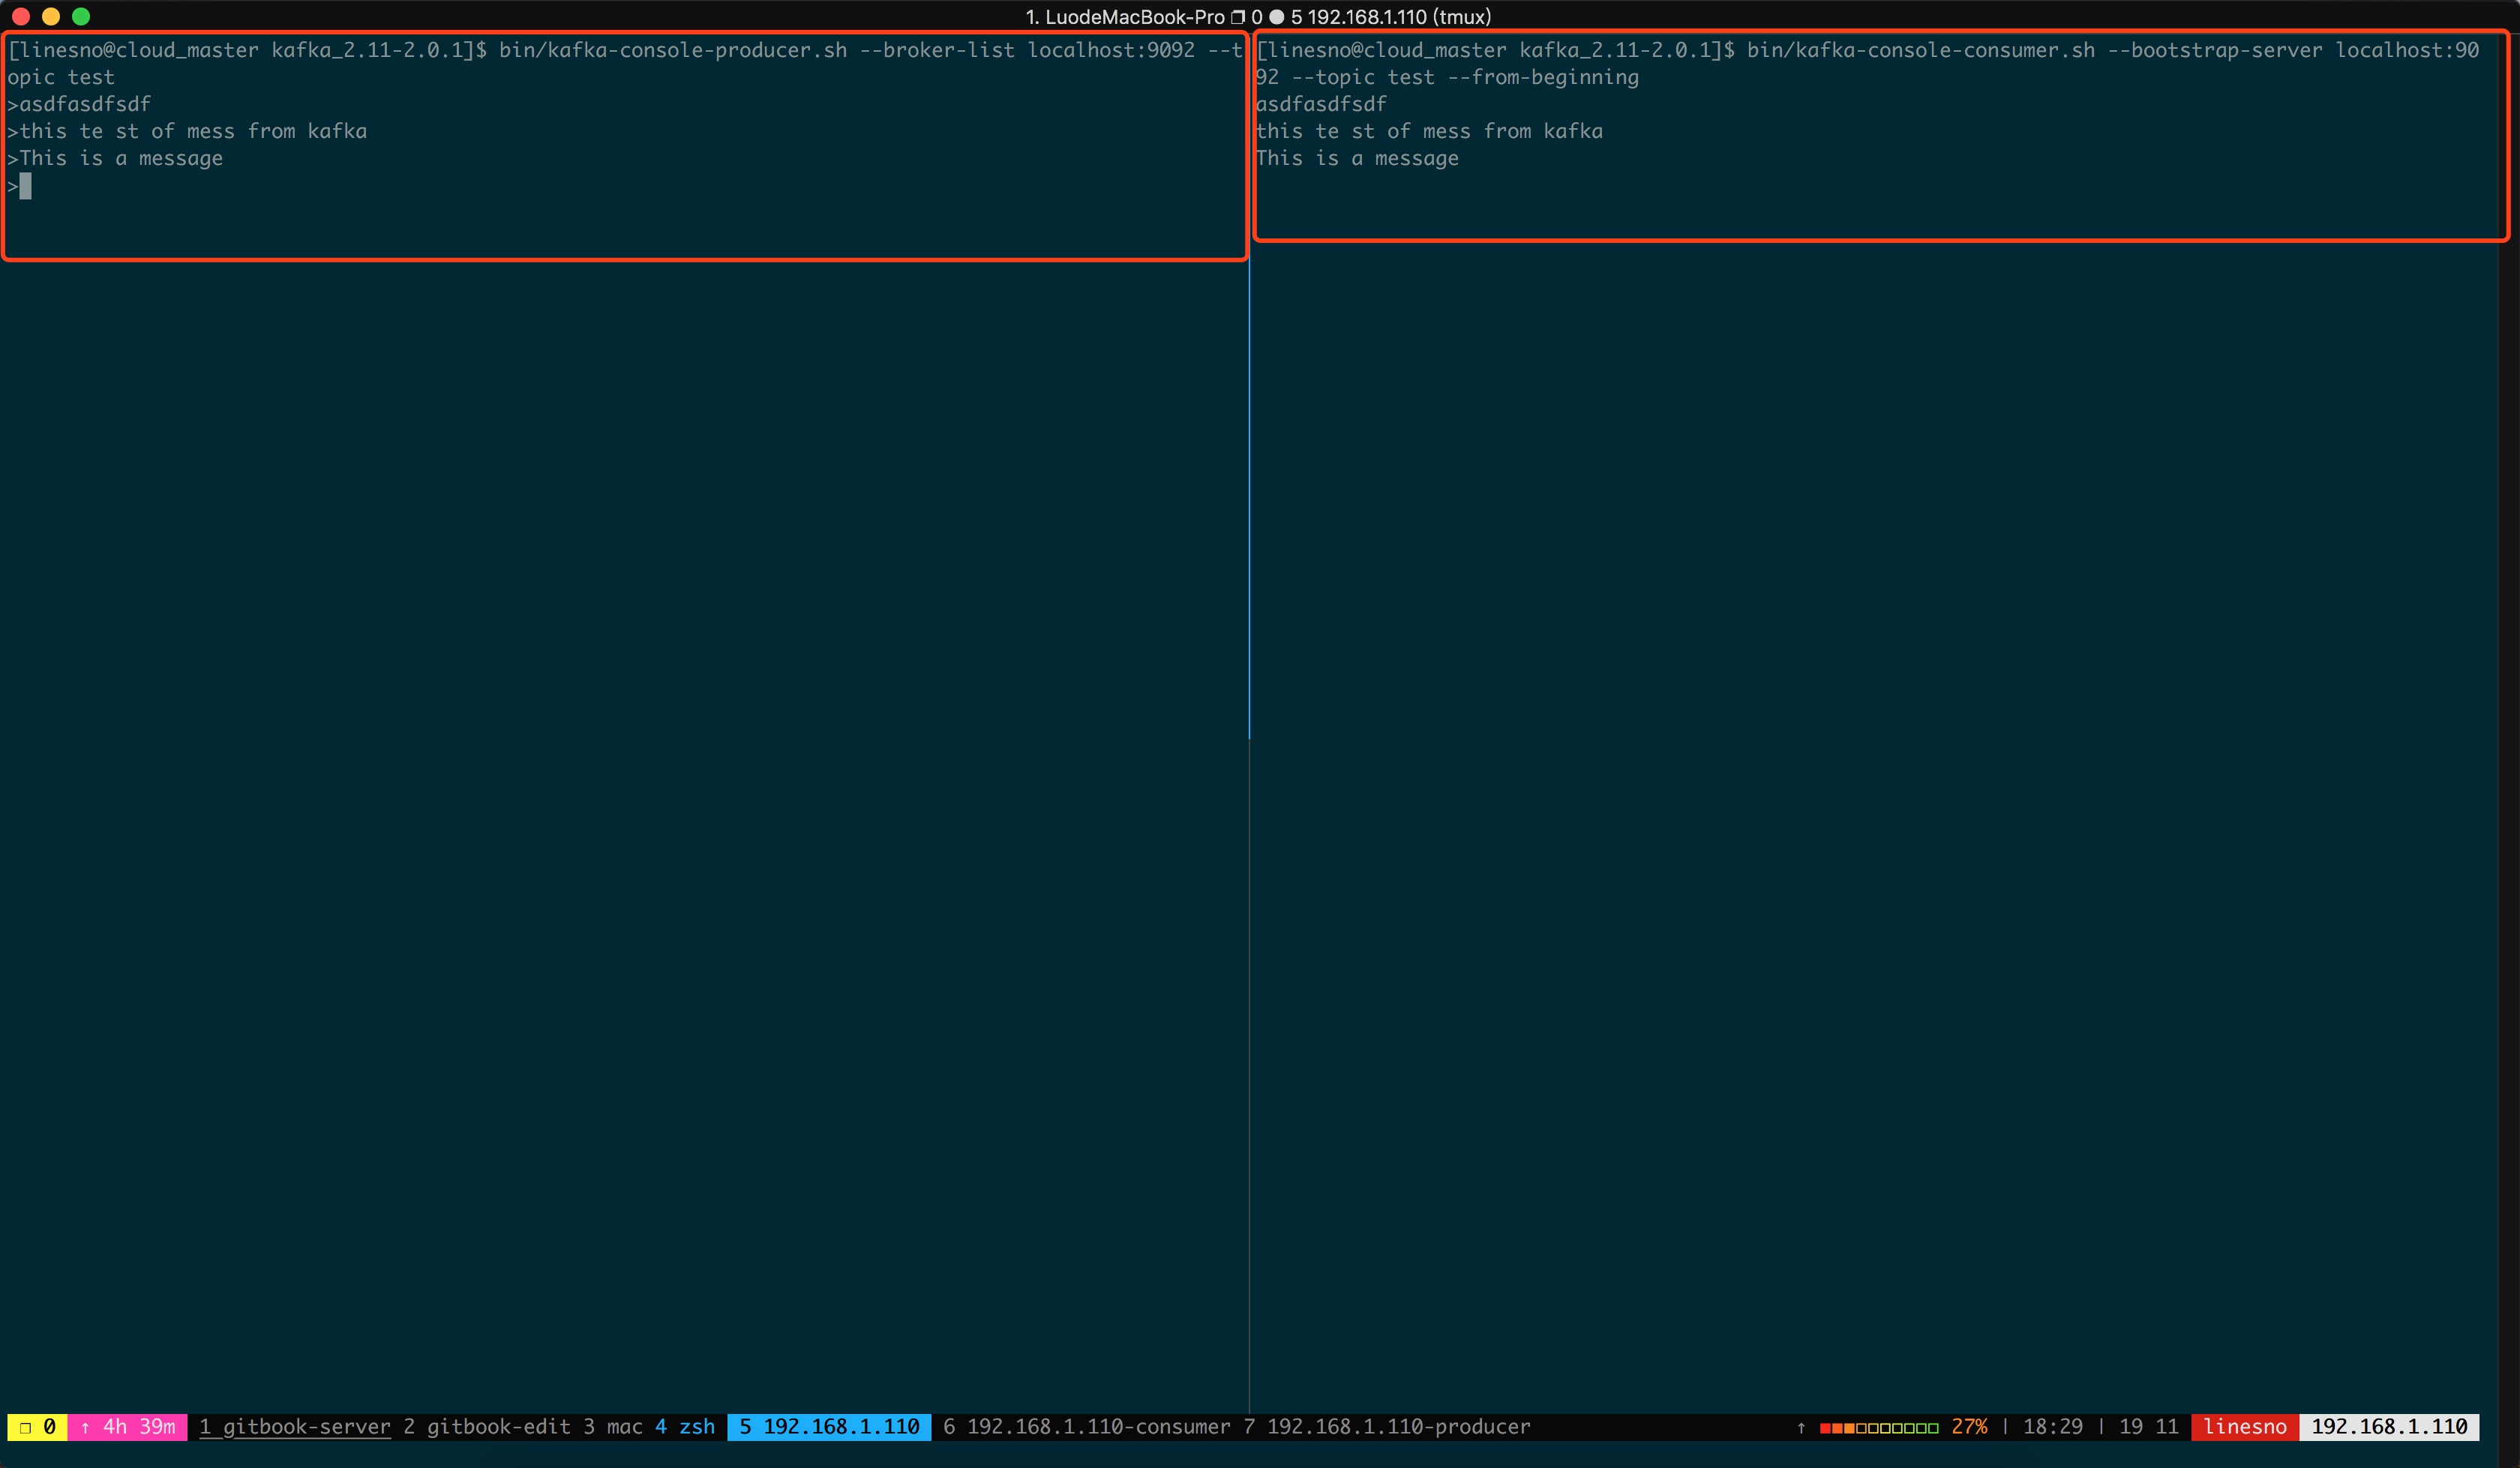 1. LuodeMacBook-Pro ❐ 0 ● 5 192.168.1.110 (tmux)
[linesno@cloud_master kafka_2.11-2.0.1]$ bin/kafka-console-producer.sh --broker-list localhost:9092 --t
opic test
>asdfasdfsdf
>this te st of mess from kafka
>This is a message
>
[linesno@cloud_master kafka_2.11-2.0.1]$ bin/kafka-console-consumer.sh --bootstrap-server localhost:90
92 --topic test --from-beginning
asdfasdfsdf
this te st of mess from kafka
This is a message
❐ 0 ↑ 4h 39m 1 gitbook-server 2 gitbook-edit 3 mac 4 zsh 5 192.168.1.110 6 192.168.1.110-consumer 7 192.168.1.110-producer ↑ 27% | 18:29 | 19 11 linesno 192.168.1.110